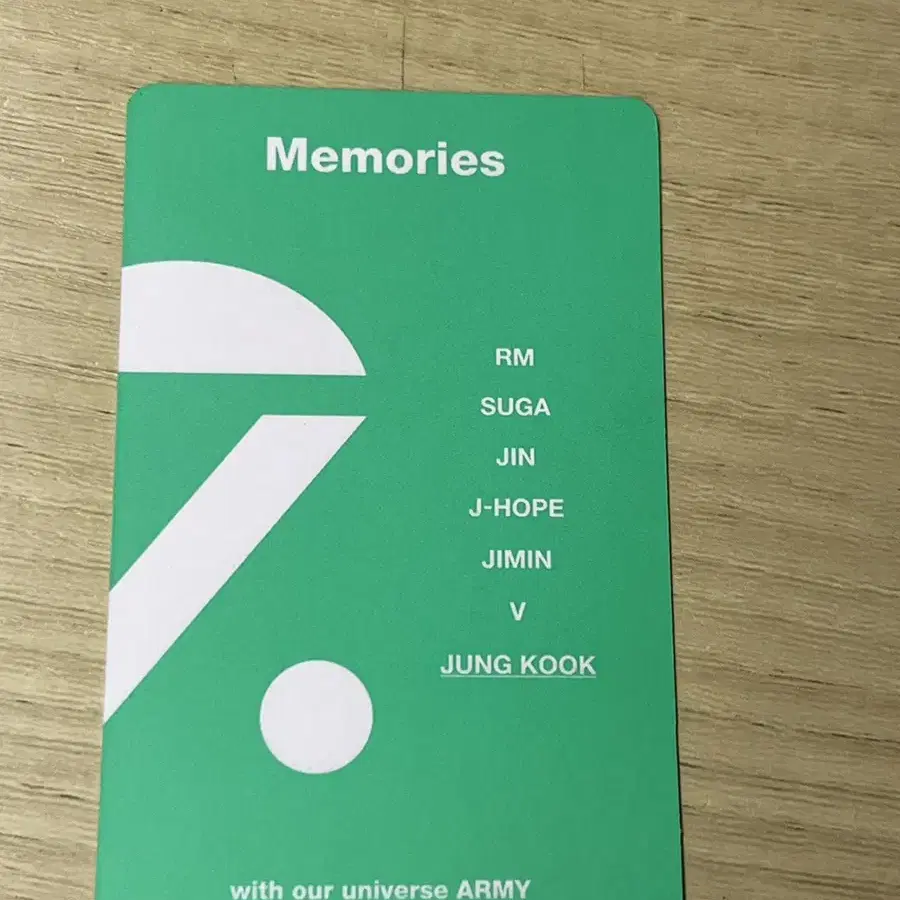 Memories
RM
SUGA
JIN
J-HOPE
JIMIN
V
JUNG KOOK
with our universe ARMY